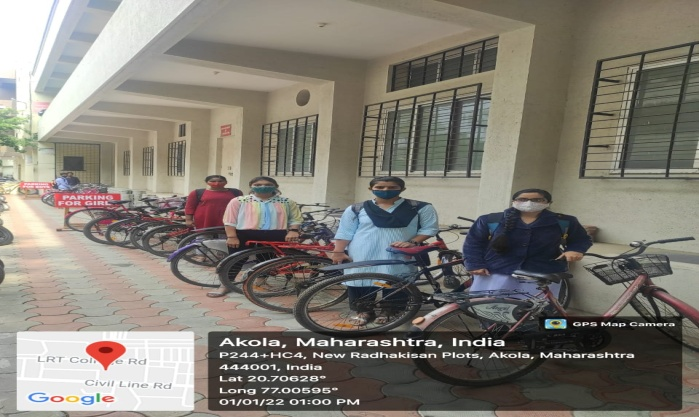 PARKING
FOR GIRL
GPS Map Camera
LRT College Rd
Civil Line Rd
Google
Akola, Maharashtra, India
P244+HC4, New Radhakisan Plots, Akola, Maharashtra
444001, India
Lat 20.70628°
Long 77.00595°
01/01/22 01:00 PM